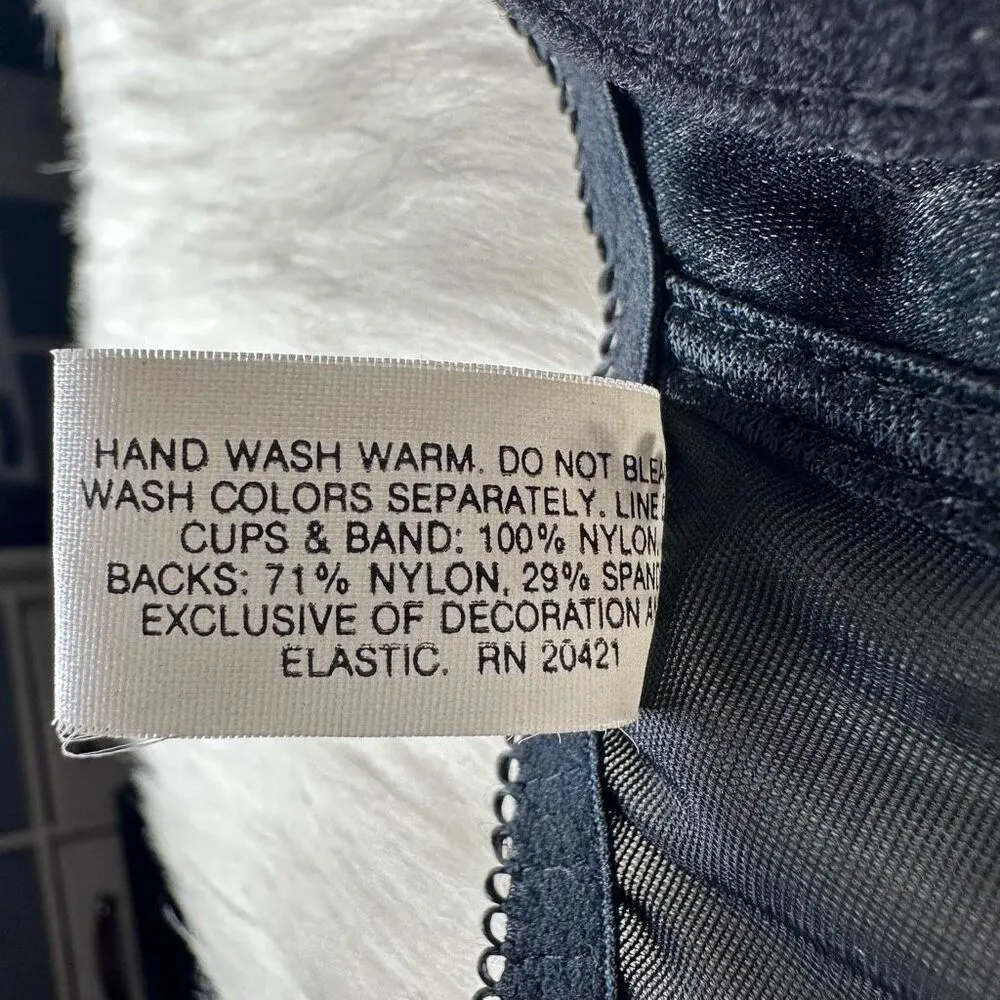 HAND WASH WARM. DO NOT BLEA
WASH COLORS SEPARATELY. LINE
CUPS & BAND: 100% NYLON.
BACKS: 71% NYLON, 29% SPAN
EXCLUSIVE OF DECORATION A
ELASTIC. RN 20421